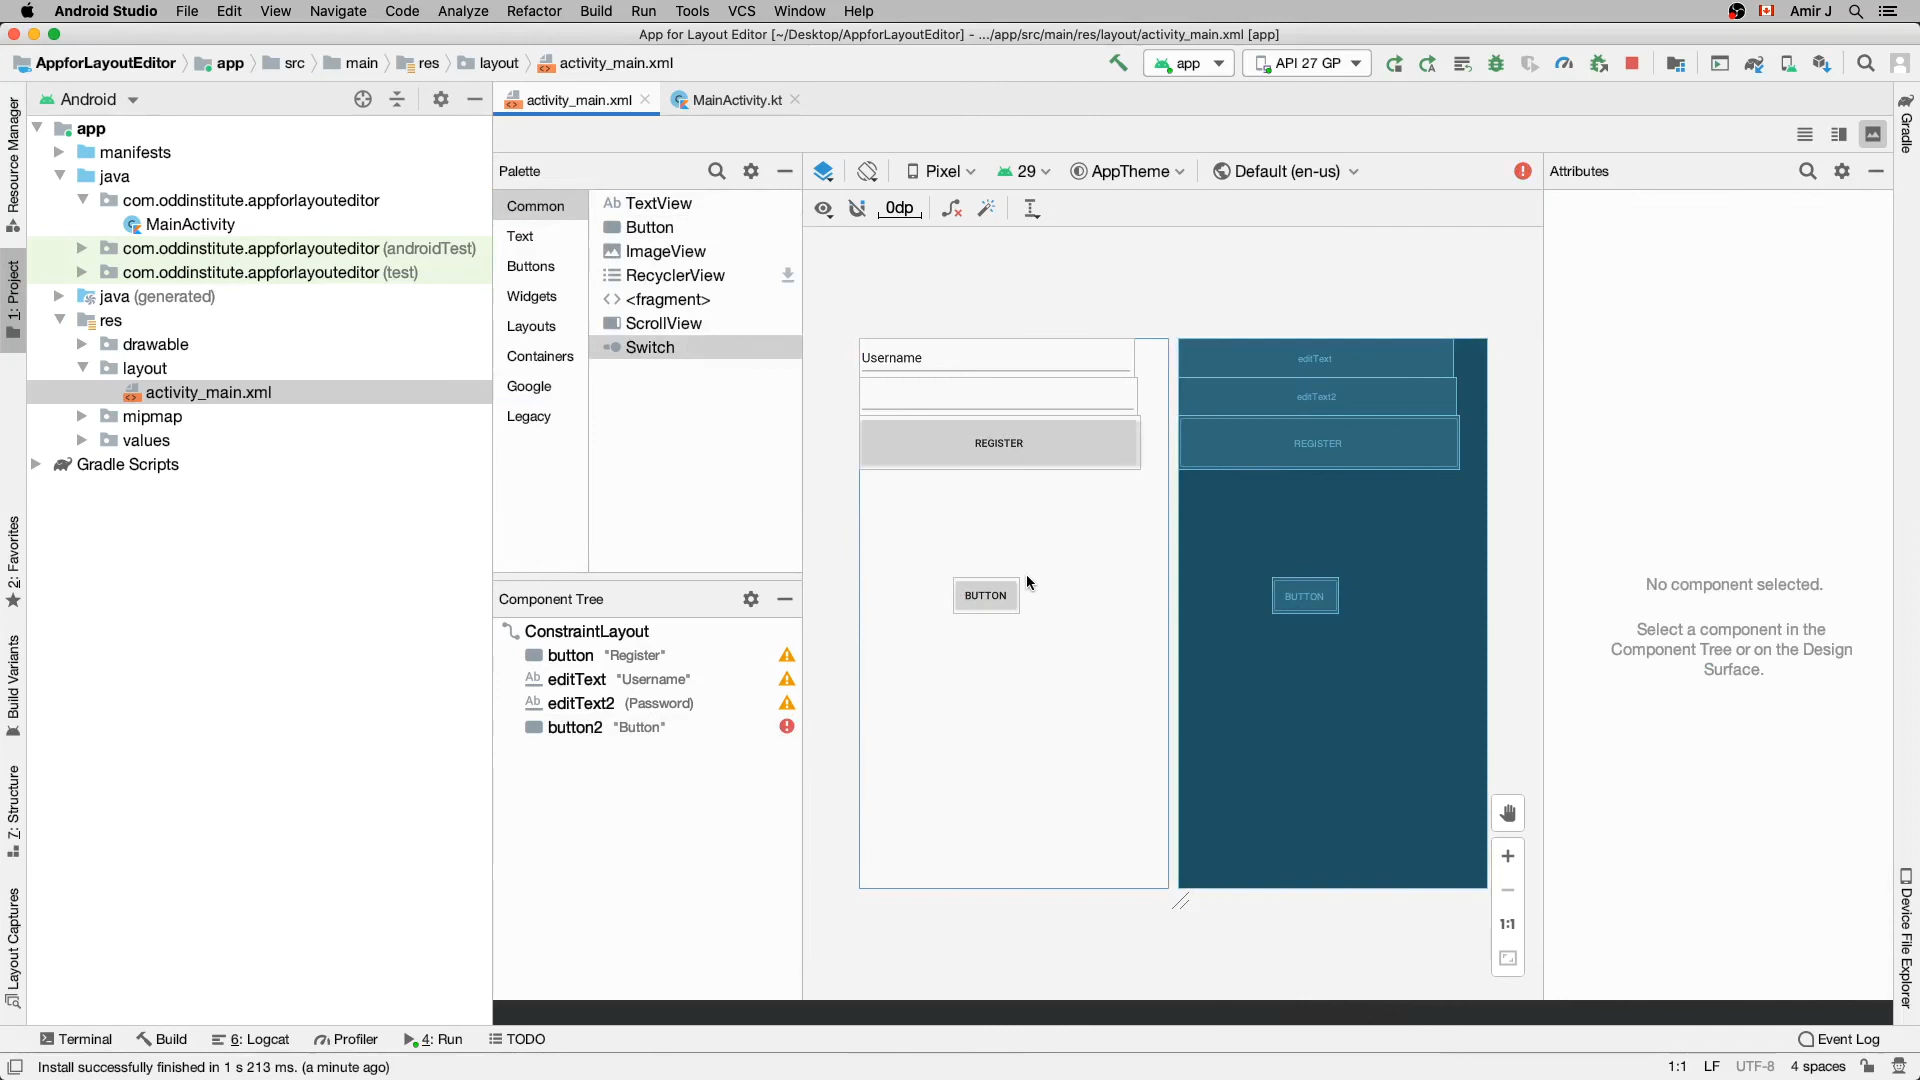 Android Studio File Edit View Navigate Code Analyze Refactor Build Run Tools VCS Window Help Amir J
App for Layout Editor [~/Desktop/AppforLayoutEditor] - .../app/src/main/res/layout/activity_main.xml [app]
AppforLayoutEditor app src main res layout activity_main.xml app API 27 GP
Android
activity_main.xml MainActivity.kt
app
manifests
java
com.oddinstitute.appforlayouteditor
MainActivity
com.oddinstitute.appforlayouteditor (androidTest)
com.oddinstitute.appforlayouteditor (test)
java (generated)
res
drawable
layout
activity_main.xml
mipmap
values
Gradle Scripts
Resource Manager
1: Project
2: Favorites
Build Variants
7: Structure
Layout Captures
Palette
Common
Text
Buttons
Widgets
Layouts
Containers
Google
Legacy
Ab TextView
Button
ImageView
RecyclerView
<fragment>
ScrollView
Switch
Component Tree
ConstraintLayout
button "Register"
Ab editText "Username"
Ab editText2 (Password)
button2 "Button"
Pixel 29 AppTheme Default (en-us)
0dp
Username
REGISTER
BUTTON
editText
editText2
REGISTER
BUTTON
1:1
Attributes
No component selected.
Select a component in the
Component Tree or on the Design
Surface.
Gradle
Device File Explorer
Terminal Build 6: Logcat Profiler 4: Run TODO Event Log
Install successfully finished in 1 s 213 ms. (a minute ago) 1:1 LF UTF-8 4 spaces